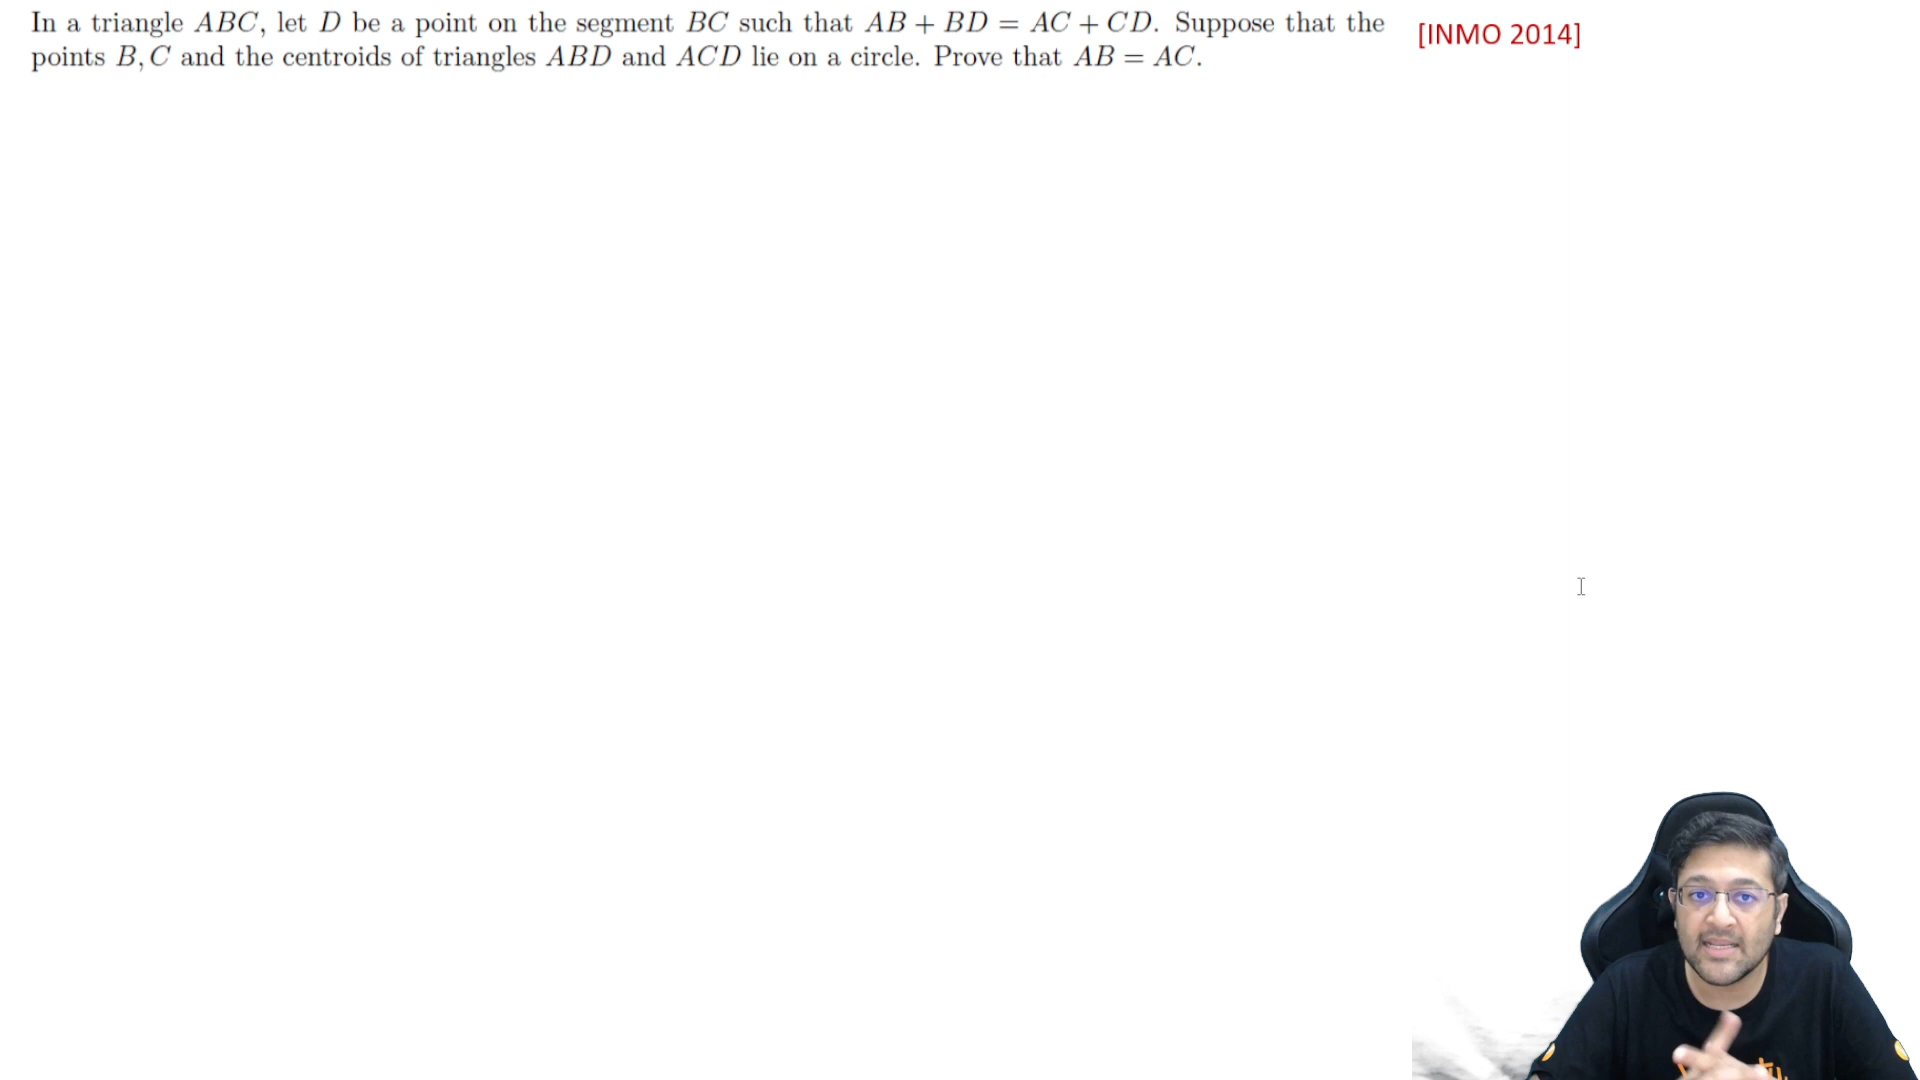 In a triangle ABC, let D be a point on the segment BC such that AB + BD = AC + CD. Suppose that the [INMO 2014]
points B, C and the centroids of triangles ABD and ACD lie on a circle. Prove that AB = AC.